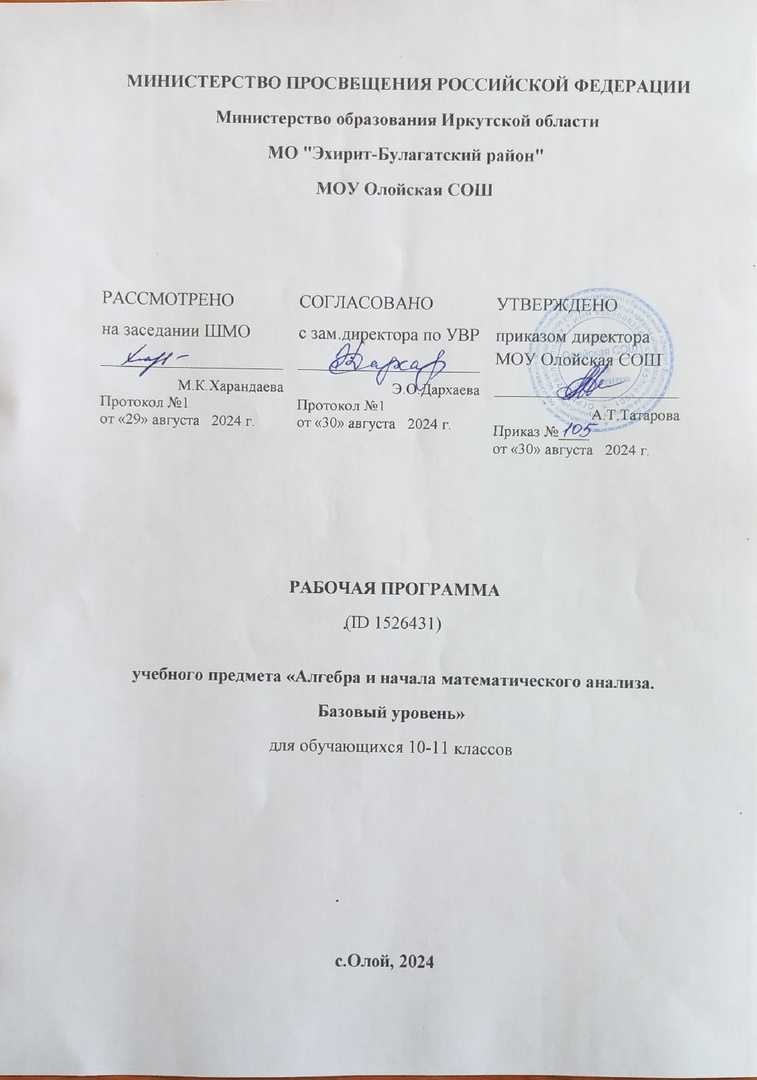 МИНИСТЕРСТВО ПРОСВЕЩЕНИЯ РОССИЙСКОЙ ФЕДЕРАЦИИ
Министерство образования Иркутской области
МО "Эхирит-Булагатский район"
МОУ Олойская СОШ
РАССМОТРЕНО
на заседании ШМО
М.К.Харандаева
Протокол №1
от «29» августа 2024 г.
СОГЛАСОВАНО
с зам.директора по УВР
Э.О.Дархаева
Протокол №1
от «30» августа 2024 г.
УТВЕРЖДЕНО
приказом директора
МОУ Олойская СОШ
А.Т.Татарова
Приказ № 105
от «30» августа 2024 г.
РАБОЧАЯ ПРОГРАММА
(ID 1526431)
учебного предмета «Алгебра и начала математического анализа.
Базовый уровень»
для обучающихся 10-11 классов
с.Олой, 2024